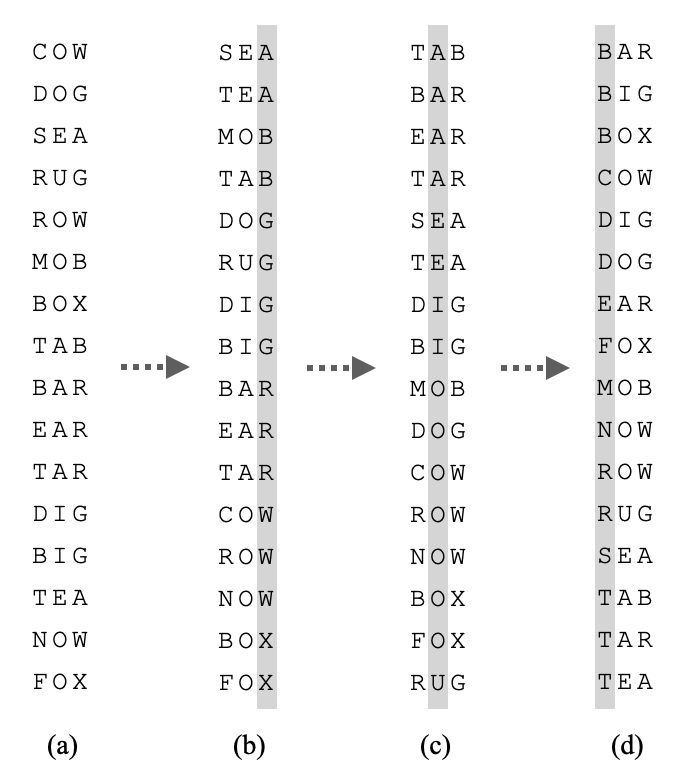 COW SEA TAB BAR
DOG TEA BAR BIG
SEA MOB EAR BOX
RUG TAB TAR COW
ROW DOG SEA DIG
MOB RUG TEA DOG
BOX DIG DIG EAR
TAB BIG BIG FOX
BAR BAR MOB MOB
EAR EAR DOG NOW
TAR TAR COW ROW
DIG COW ROW RUG
BIG ROW NOW SEA
TEA NOW BOX TAB
NOW BOX FOX TAR
FOX FOX RUG TEA
(a) (b) (c) (d)